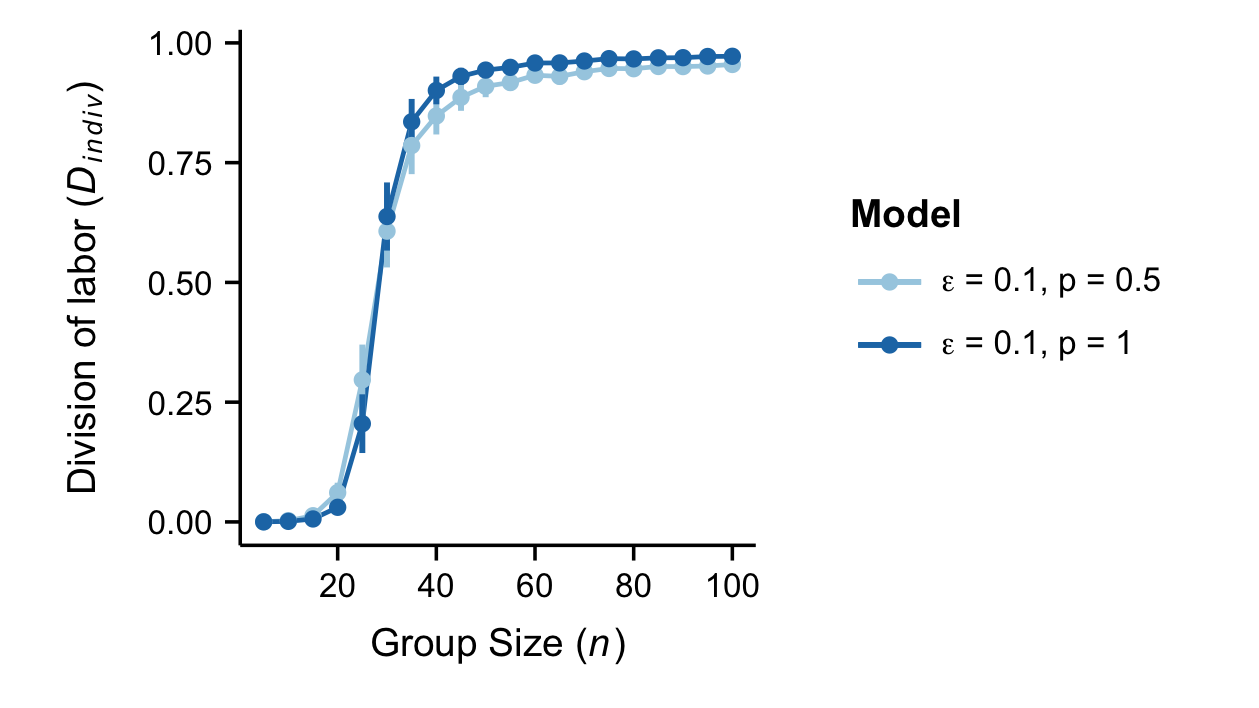 1.00
0.75
0.50
0.25
0.00
Division of labor (D_indiv)
20 40 60 80 100
Group Size (n)
Model
ε = 0.1, p = 0.5
ε = 0.1, p = 1